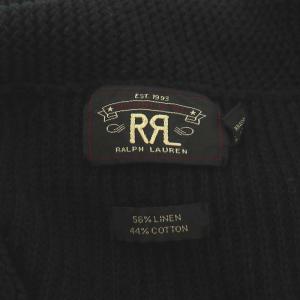 EST. 1993
RRL
RALPH LAUREN
56% LINEN
44% COTTON